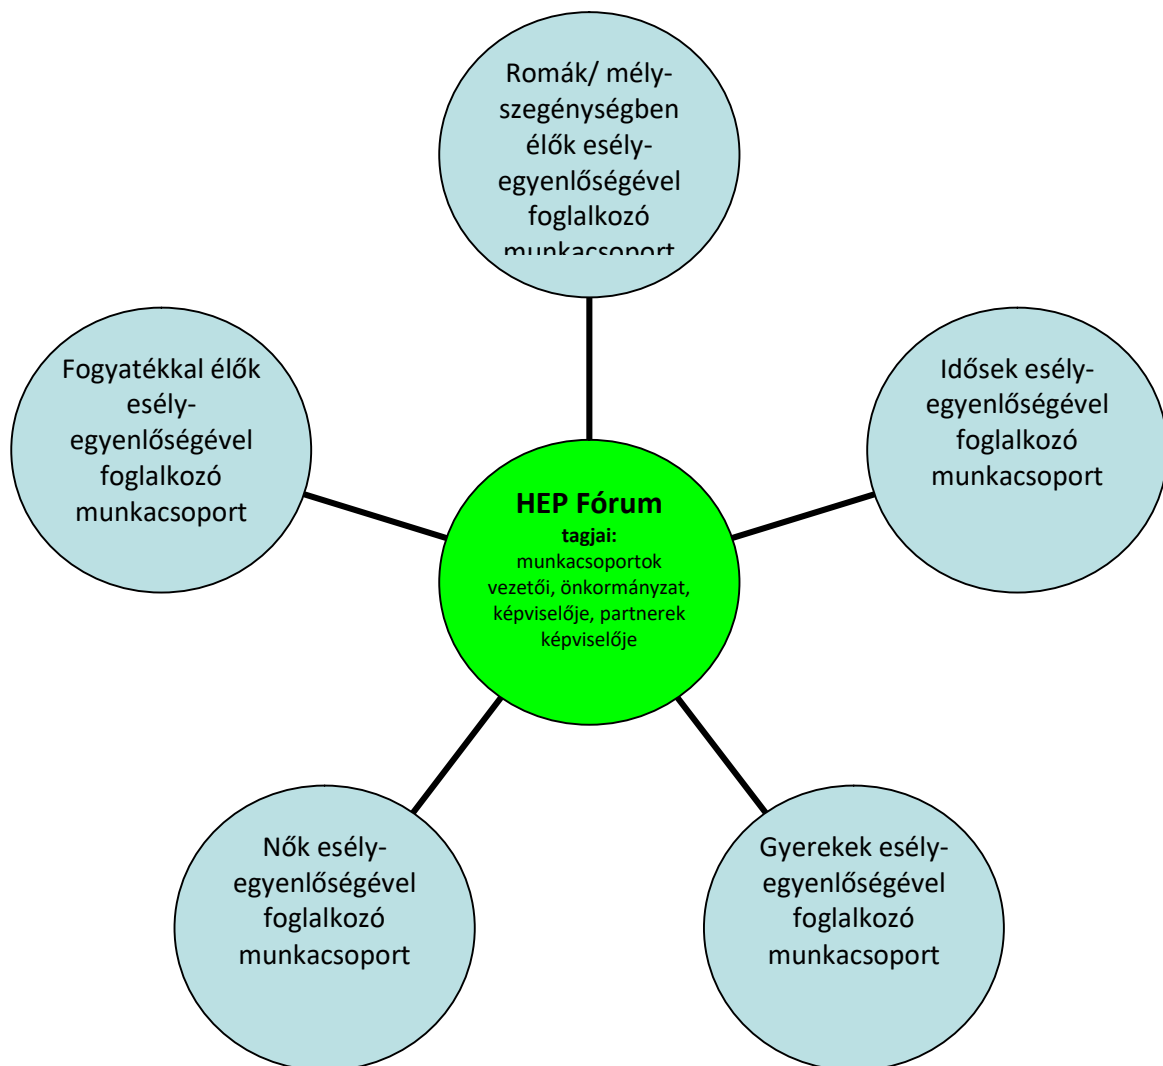 Romák/ mély-
szegénységben
élők esély-
egyenlőségével
foglalkozó
munkacsoport
Fogyatékkal élők
esély-
egyenlőségével
foglalkozó
munkacsoport
Idősek esély-
egyenlőségével
foglalkozó
munkacsoport
HEP Fórum
tagjai:
munkacsoportok
vezetői, önkormányzat,
képviselője, partnerek
képviselője
Nők esély-
egyenlőségével
foglalkozó
munkacsoport
Gyerekek esély-
egyenlőségével
foglalkozó
munkacsoport